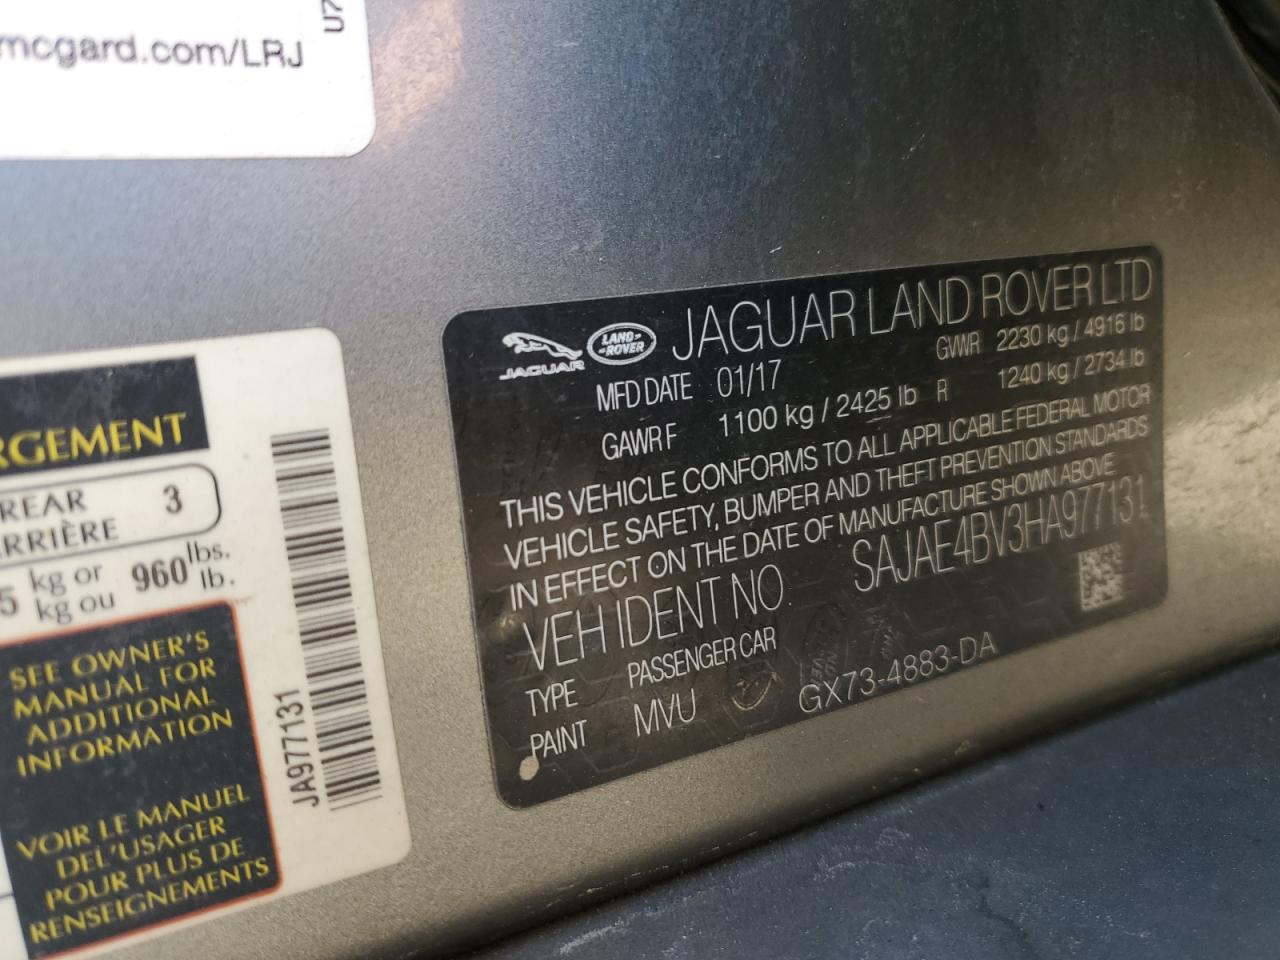 mcgard.com/LRJ
U7
RGEMENT
REAR 3
RRIÈRE
5 kg or 960 lbs.
kg ou lb.
SEE OWNER'S
MANUAL FOR
ADDITIONAL
INFORMATION
VOIR LE MANUEL
DEL'USAGER
POUR PLUS DE
RENSEIGNEMENTS
JA977131
JAGUAR
LAND-
-ROVER
JAGUAR LAND ROVER LTD
MFD DATE 01/17 GWR 2230 kg / 4916 lb
GAWR F 1100 kg / 2425 lb R 1240 kg / 2734 lb
THIS VEHICLE CONFORMS TO ALL APPLICABLE FEDERAL MOTOR
VEHICLE SAFETY, BUMPER AND THEFT PREVENTION STANDARDS
IN EFFECT ON THE DATE OF MANUFACTURE SHOWN ABOVE
VEH IDENT NO SAJAE4BV3HA977131
TYPE PASSENGER CAR
PAINT MVU GX73-4883-DA